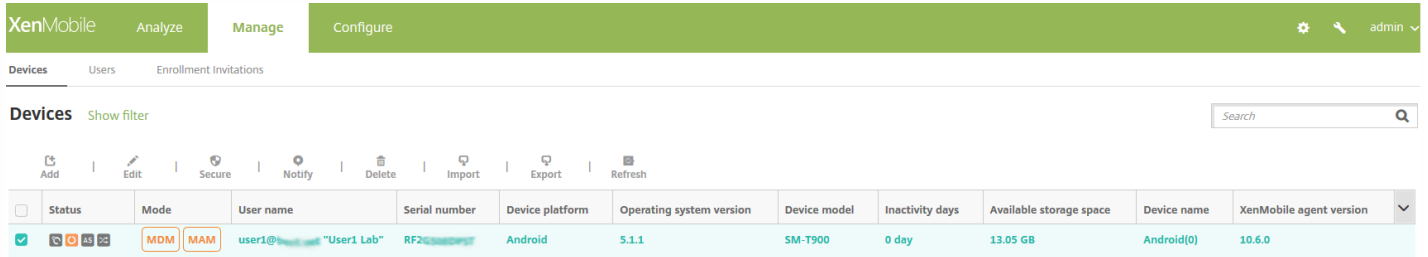 XenMobile Analyze Manage Configure admin
Devices Users Enrollment Invitations
Devices Show filter
Search
Add | Edit | Secure | Notify | Delete | Import | Export | Refresh
Status Mode User name Serial number Device platform Operating system version Device model Inactivity days Available storage space Device name XenMobile agent version
AS MDM MAM user1@ "User1 Lab" RF2 Android 5.1.1 SM-T900 0 day 13.05 GB Android(0) 10.6.0